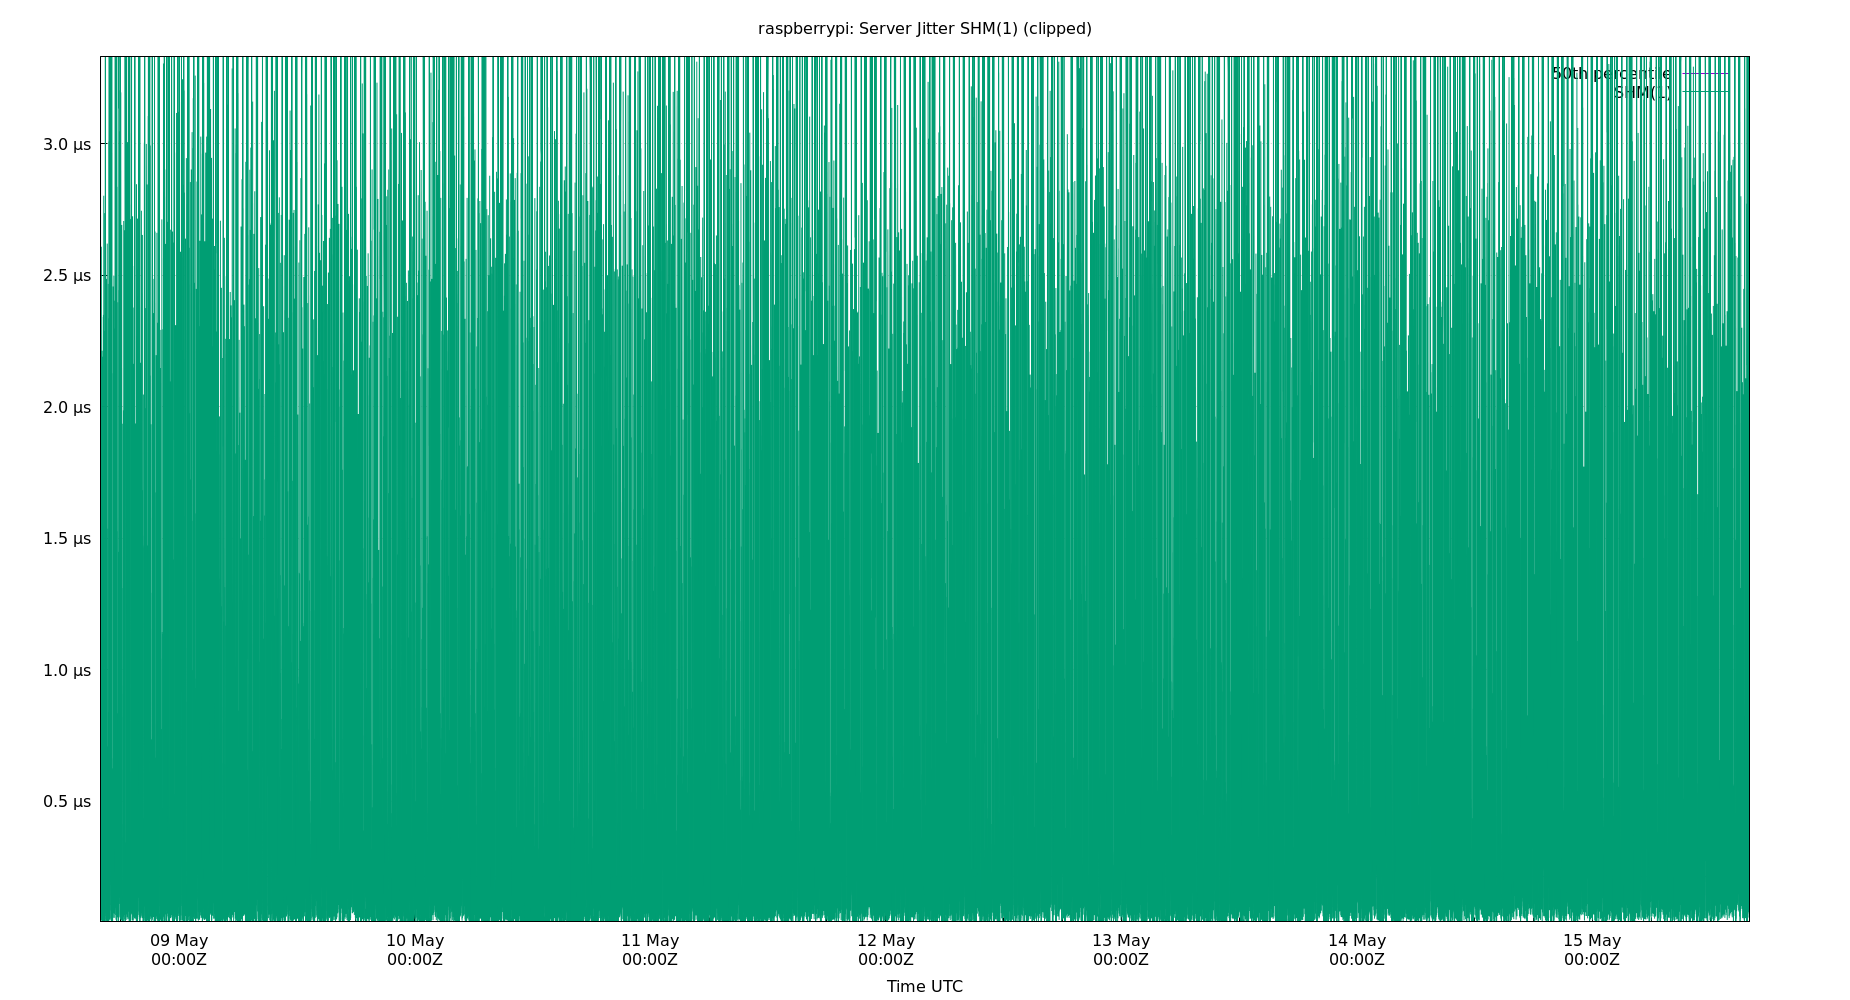 raspberrypi: Server Jitter SHM(1) (clipped)
50th percentile
SHM(1)
3.0 µs
2.5 µs
2.0 µs
1.5 µs
1.0 µs
0.5 µs
09 May 10 May 11 May 12 May 13 May 14 May 15 May
00:00Z 00:00Z 00:00Z 00:00Z 00:00Z 00:00Z 00:00Z
Time UTC